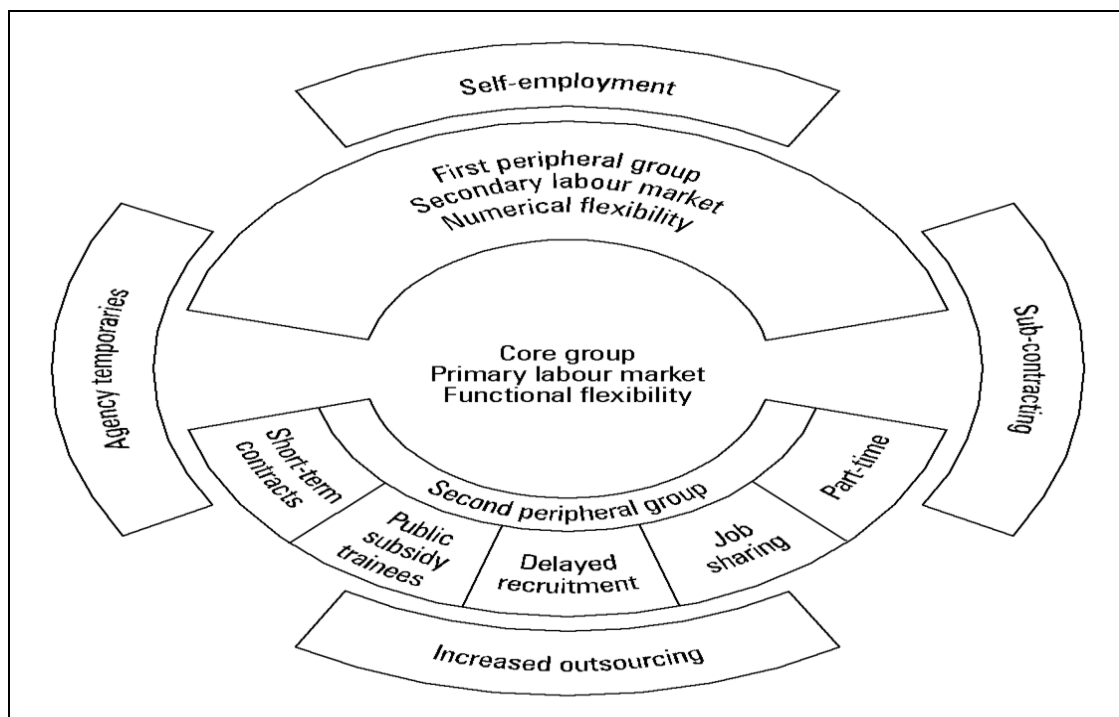 Self-employment
First peripheral group
Secondary labour market
Numerical flexibility
Agency temporaries
Sub-contracting
Core group
Primary labour market
Functional flexibility
Second peripheral group
Short-term
contracts
Public
subsidy
trainees
Delayed
recruitment
Job
sharing
Part-time
Increased outsourcing